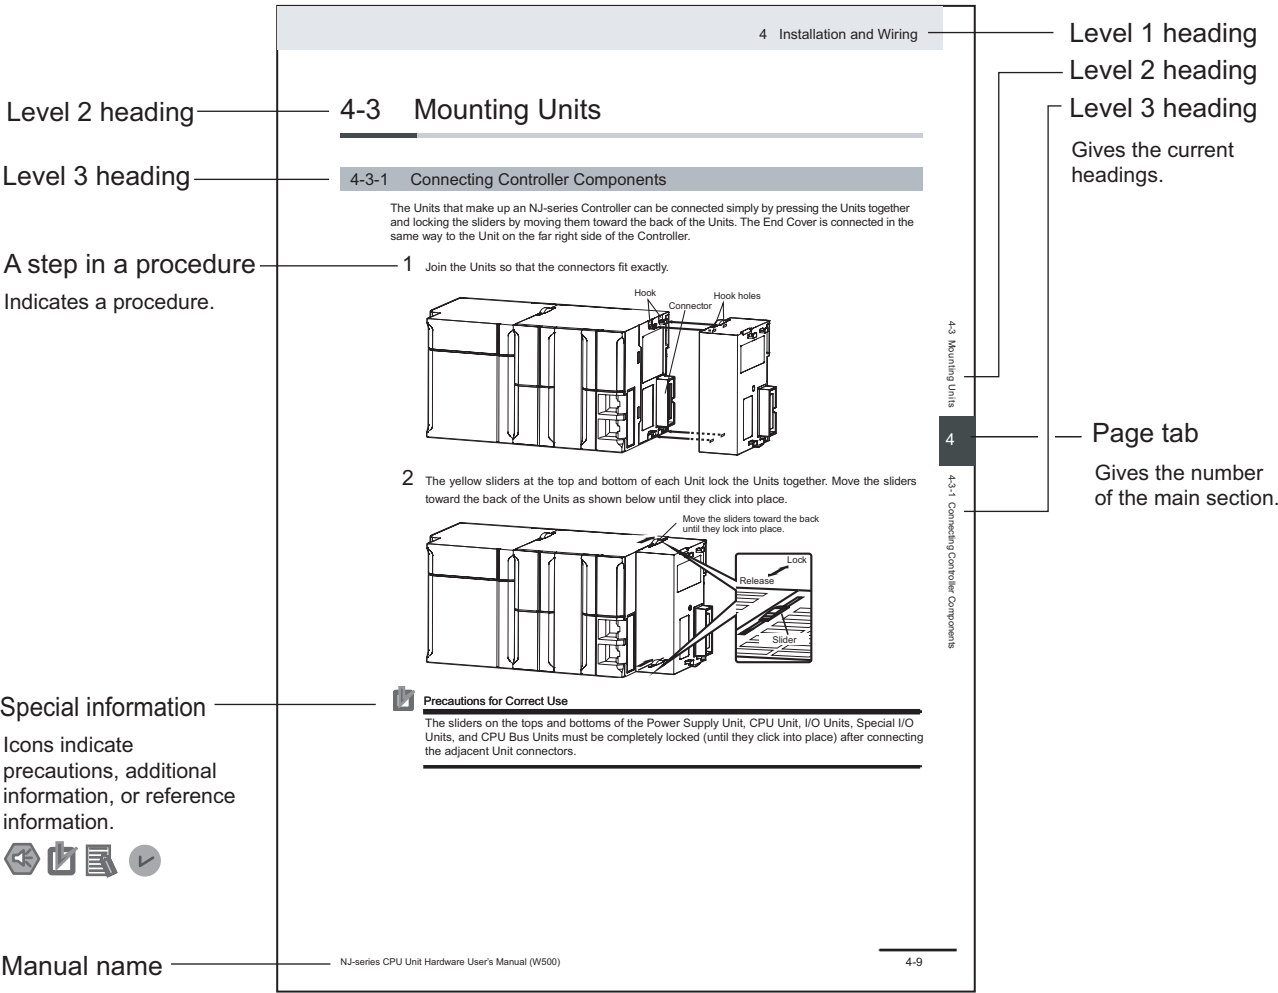 4 Installation and Wiring
Level 1 heading
Level 2 heading
Level 3 heading
Gives the current
headings.
Level 2 heading
4-3 Mounting Units
Level 3 heading
4-3-1 Connecting Controller Components
The Units that make up an NJ-series Controller can be connected simply by pressing the Units together
and locking the sliders by moving them toward the back of the Units. The End Cover is connected in the
same way to the Unit on the far right side of the Controller.
A step in a procedure
Indicates a procedure.
1 Join the Units so that the connectors fit exactly.
Hook
Connector
Hook holes
4-3 Mounting Units
4
Page tab
Gives the number
of the main section.
4-3-1 Connecting Controller Components
2 The yellow sliders at the top and bottom of each Unit lock the Units together. Move the sliders
toward the back of the Units as shown below until they click into place.
Move the sliders toward the back
until they lock into place.
Lock
Release
Slider
Special information
Icons indicate
precautions, additional
information, or reference
information.
Precautions for Correct Use
The sliders on the tops and bottoms of the Power Supply Unit, CPU Unit, I/O Units, Special I/O
Units, and CPU Bus Units must be completely locked (until they click into place) after connecting
the adjacent Unit connectors.
Manual name
NJ-series CPU Unit Hardware User's Manual (W500)
4-9